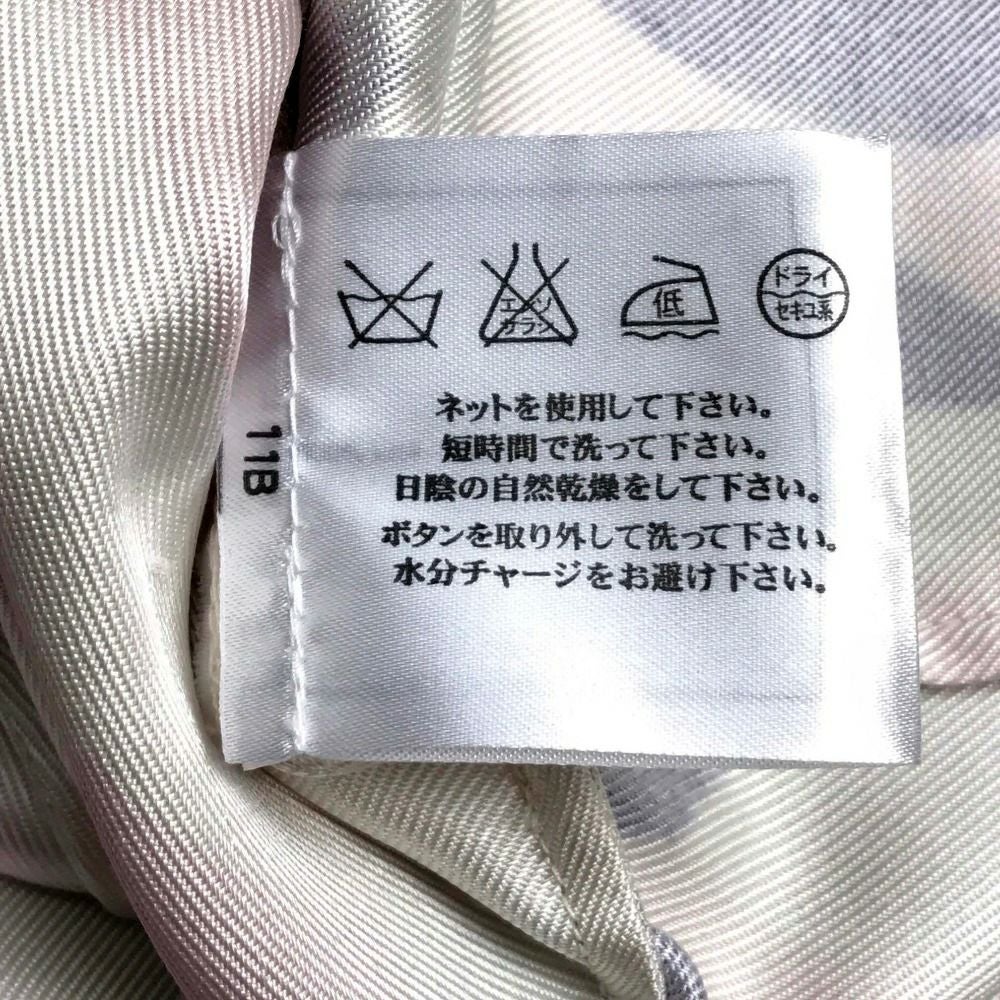 エンソ
サラシ
低
ドライ
セキユ系
ネットを使用して下さい。
短時間で洗って下さい。
日陰の自然乾燥をして下さい。
ボタンを取り外して洗って下さい。
水分チャージをお避け下さい。
11B